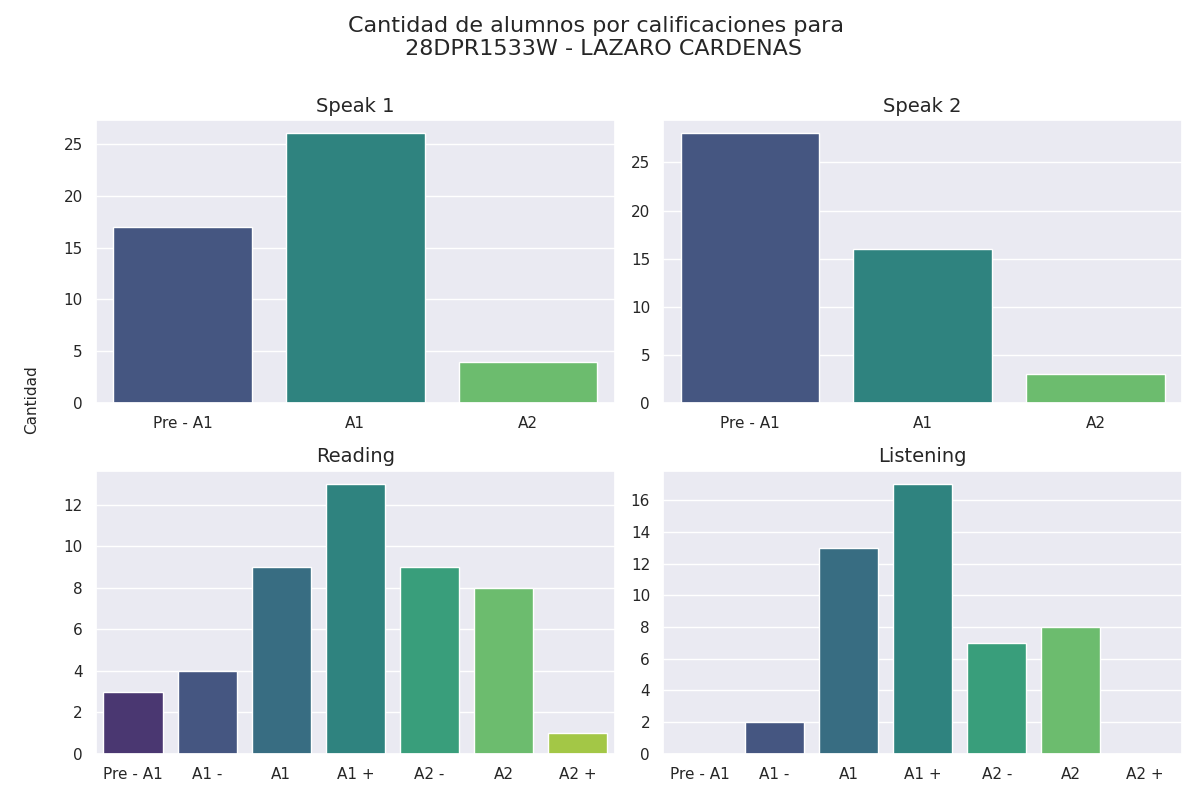 Cantidad de alumnos por calificaciones para
28DPR1533W - LAZARO CARDENAS
Cantidad
Speak 1
25
20
15
10
5
0
Pre - A1 A1 A2
Speak 2
25
20
15
10
5
0
Pre - A1 A1 A2
Reading
12
10
8
6
4
2
0
Pre - A1 A1 - A1 A1 + A2 - A2 A2 +
Listening
16
14
12
10
8
6
4
2
0
Pre - A1 A1 - A1 A1 + A2 - A2 A2 +